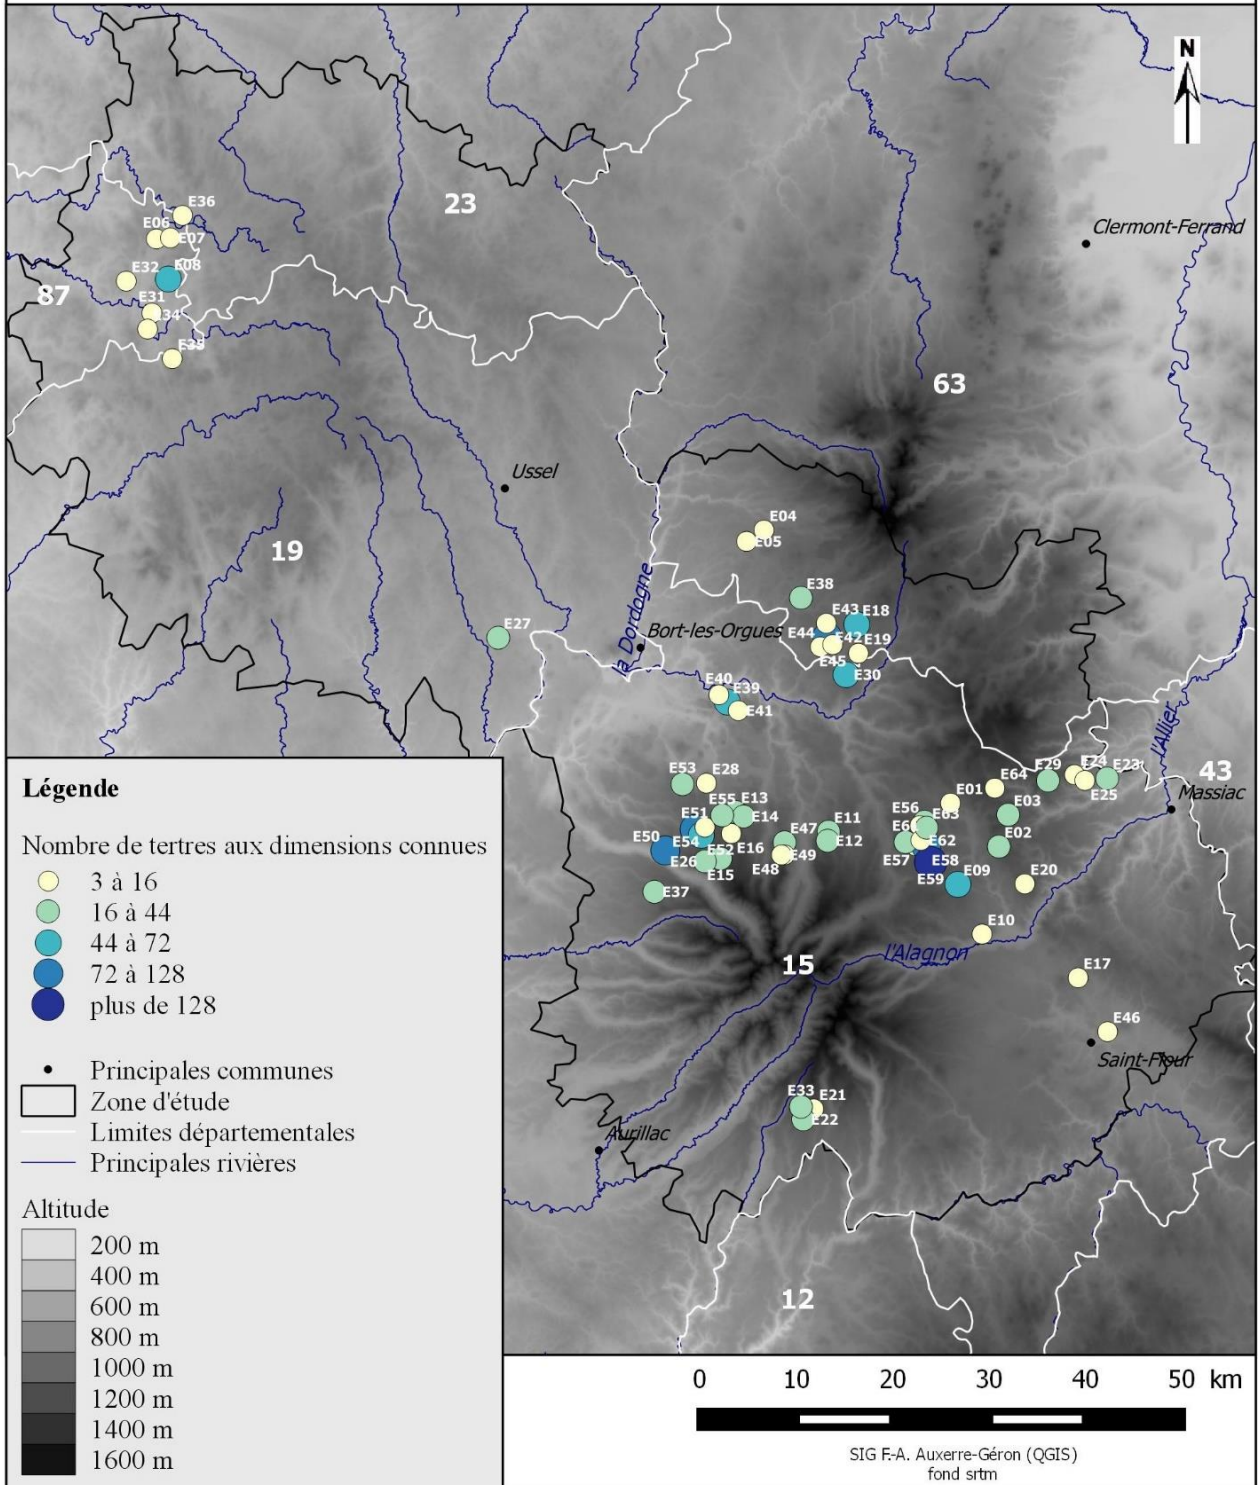 N
23
E36
E06
E07
Clermont-Ferrand
E32
E08
87
E31
E34
E35
63
Ussel
E04
E05
19
E38
E43
E18
E27
la Dordogne
Bort-les-Orgues
E44
E42
E19
E45
E30
E40
E39
E41
l'Allier
43
E53
E28
E64
E29
E24
E23
E25
Massiac
E01
E55
E13
E14
E03
E56
E63
E51
E11
E50
E54
E47
E12
E61
E62
E02
E16
E52
E26
E15
E48
E49
E57
E58
E59
E09
E20
E37
E10
l'Alagnon
15
E17
E46
Saint-Flour
E33
E21
E22
Aurillac
12
Légende
Nombre de tertres aux dimensions connues
3 à 16
16 à 44
44 à 72
72 à 128
plus de 128
Principales communes
Zone d'étude
Limites départementales
Principales rivières
Altitude
200 m
400 m
600 m
800 m
1000 m
1200 m
1400 m
1600 m
0 10 20 30 40 50 km
SIG F.-A. Auxerre-Géron (QGIS)
fond srtm